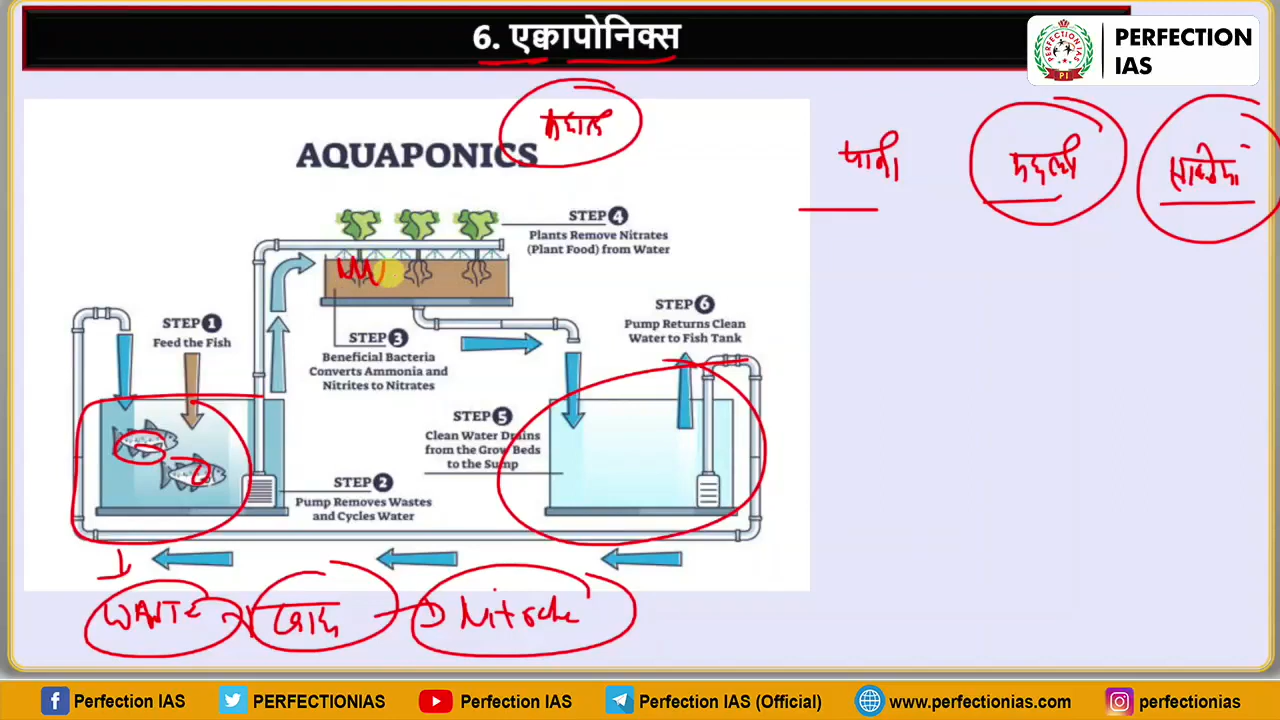 6. एक्वापोनिक्स
PERFECTION
IAS
PERFECTION IAS
PI
AQUAPONICS
पानी
मछली
STEP 4
Plants Remove Nitrates
(Plant Food) from Water
STEP 6
Pump Returns Clean
Water to Fish Tank
STEP 1
Feed the Fish
STEP 3
Beneficial Bacteria
Converts Ammonia and
Nitrites to Nitrates
STEP 5
Clean Water Drains
from the Grow Beds
to the Sump
STEP 2
Pump Removes Wastes
and Cycles Water
WASTE
खाद
Perfection IAS
PERFECTIONIAS
Perfection IAS
Perfection IAS (Official)
www.perfectionias.com
perfectionias